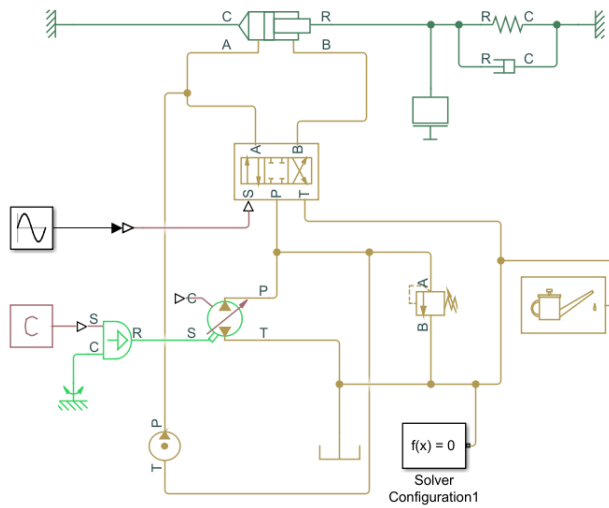 C R R C
A B R C
A B
S P T
C P A
S
C
C R S T B
P
T
f(x) = 0
Solver
Configuration1